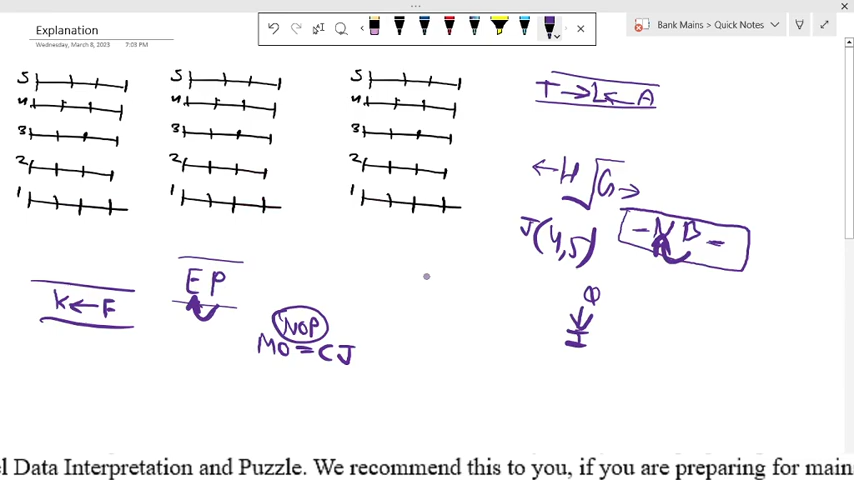 Explanation
Wednesday, March 8, 2023 7:03 PM
Bank Mains > Quick Notes
5 5 5
4 4 4
3 3 3
2 2 2
1 1 1
T → L ← A
← H G →
J(4,5)
- N B -
E P
K ← F
NOP
MO = CJ
I
el Data Interpretation and Puzzle. We recommend this to you, if you are preparing for main